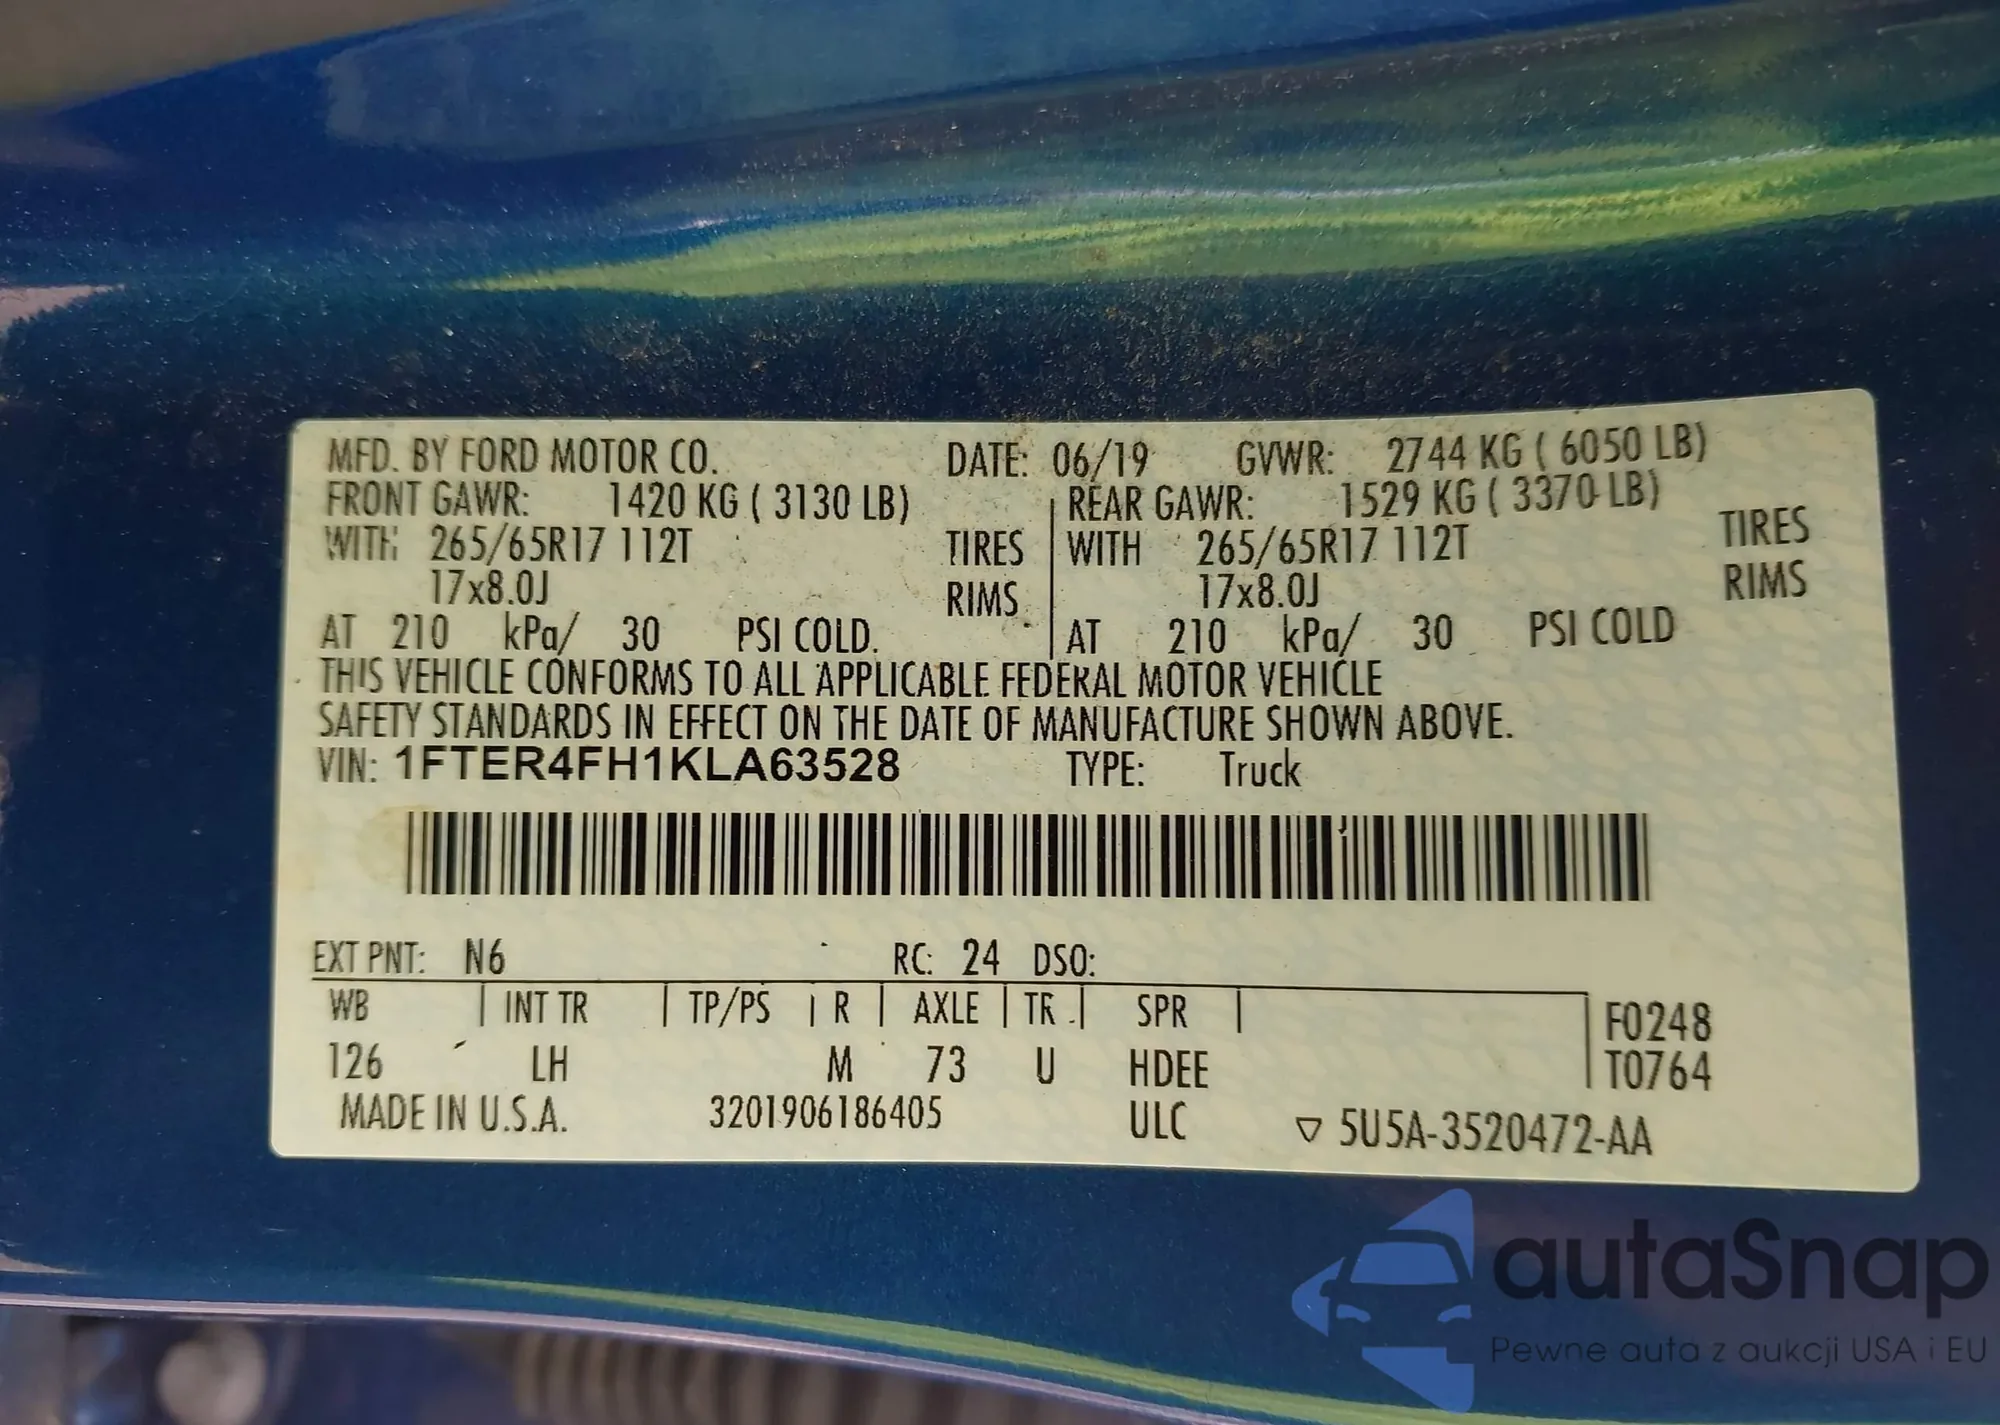 MFD. BY FORD MOTOR CO. DATE: 06/19 GVWR: 2744 KG ( 6050 LB)
FRONT GAWR: 1420 KG ( 3130 LB) REAR GAWR: 1529 KG ( 3370 LB)
WITH 265/65R17 112T TIRES WITH 265/65R17 112T TIRES
17x8.0J RIMS 17x8.0J RIMS
AT 210 kPa/ 30 PSI COLD. AT 210 kPa/ 30 PSI COLD
THIS VEHICLE CONFORMS TO ALL APPLICABLE FEDERAL MOTOR VEHICLE
SAFETY STANDARDS IN EFFECT ON THE DATE OF MANUFACTURE SHOWN ABOVE.
VIN: 1FTER4FH1KLA63528 TYPE: Truck
EXT PNT: N6 RC: 24 DSO:
WB INT TR TP/PS R AXLE TR SPR F0248
126 LH M 73 U HDEE T0764
MADE IN U.S.A. 3201906186405 ULC ▽ 5U5A-3520472-AA
autaSnap
Pewne auta z aukcji USA i EU